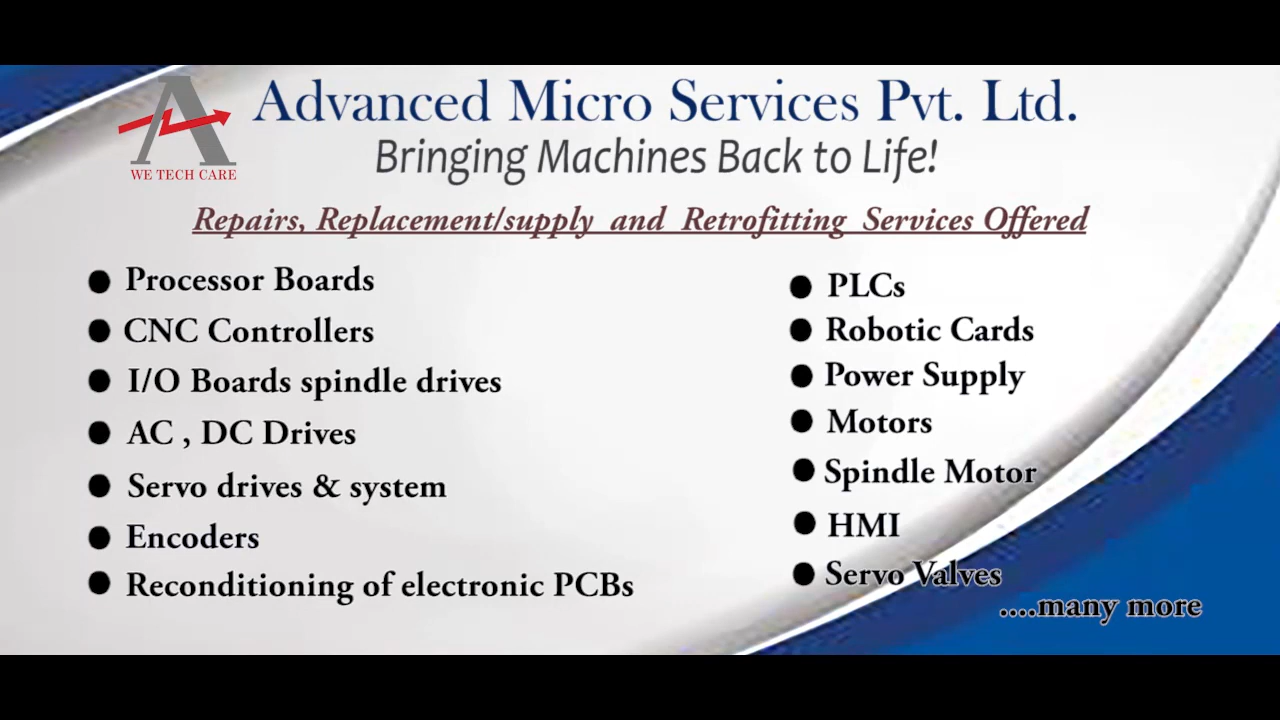 Advanced Micro Services Pvt. Ltd.
WE TECH CARE
Bringing Machines Back to Life!
Repairs, Replacement/supply and Retrofitting Services Offered
Processor Boards
CNC Controllers
I/O Boards spindle drives
AC , DC Drives
Servo drives & system
Encoders
Reconditioning of electronic PCBs
PLCs
Robotic Cards
Power Supply
Motors
Spindle Motor
HMI
Servo Valves
....many more